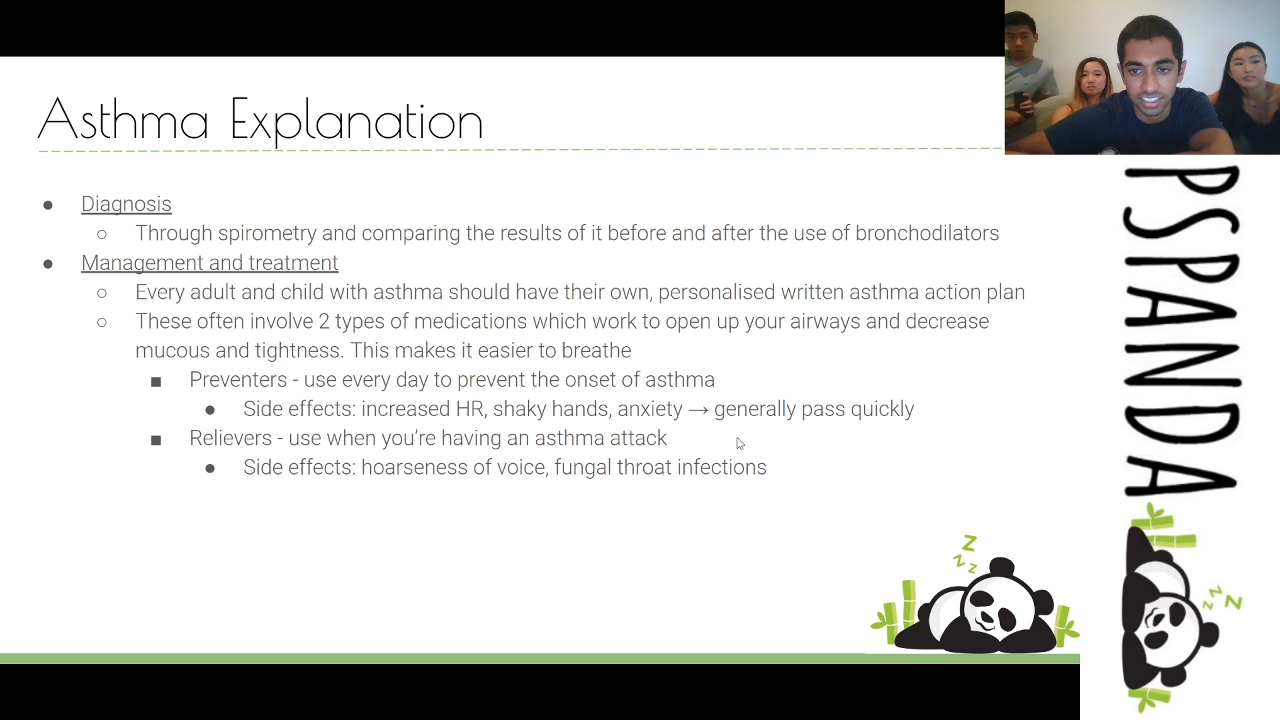 Asthma Explanation
● Diagnosis
○ Through spirometry and comparing the results of it before and after the use of bronchodilators
● Management and treatment
○ Every adult and child with asthma should have their own, personalised written asthma action plan
○ These often involve 2 types of medications which work to open up your airways and decrease
mucous and tightness. This makes it easier to breathe
■ Preventers - use every day to prevent the onset of asthma
● Side effects: increased HR, shaky hands, anxiety → generally pass quickly
■ Relievers - use when you're having an asthma attack
● Side effects: hoarseness of voice, fungal throat infections
PSPANDA
z z z
z z z